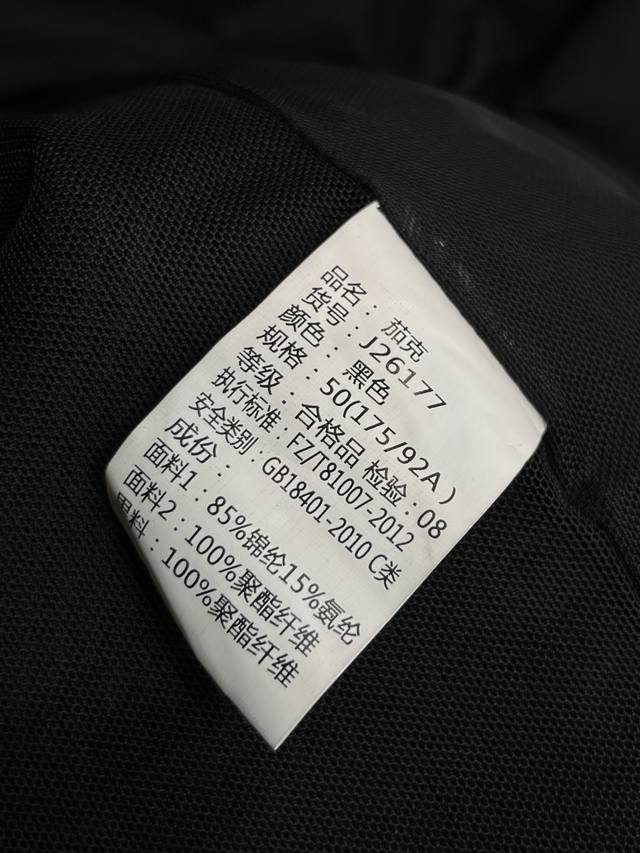 品名：茄克
货号：J26177
颜色：黑色
规格：50(175/92A)
等级：合格品 检验：08
执行标准：FZ/T81007-2012
安全类别：GB18401-2010 C类
成份：
面料1：85%锦纶15%氨纶
面料2：100%聚酯纤维
里料：100%聚酯纤维